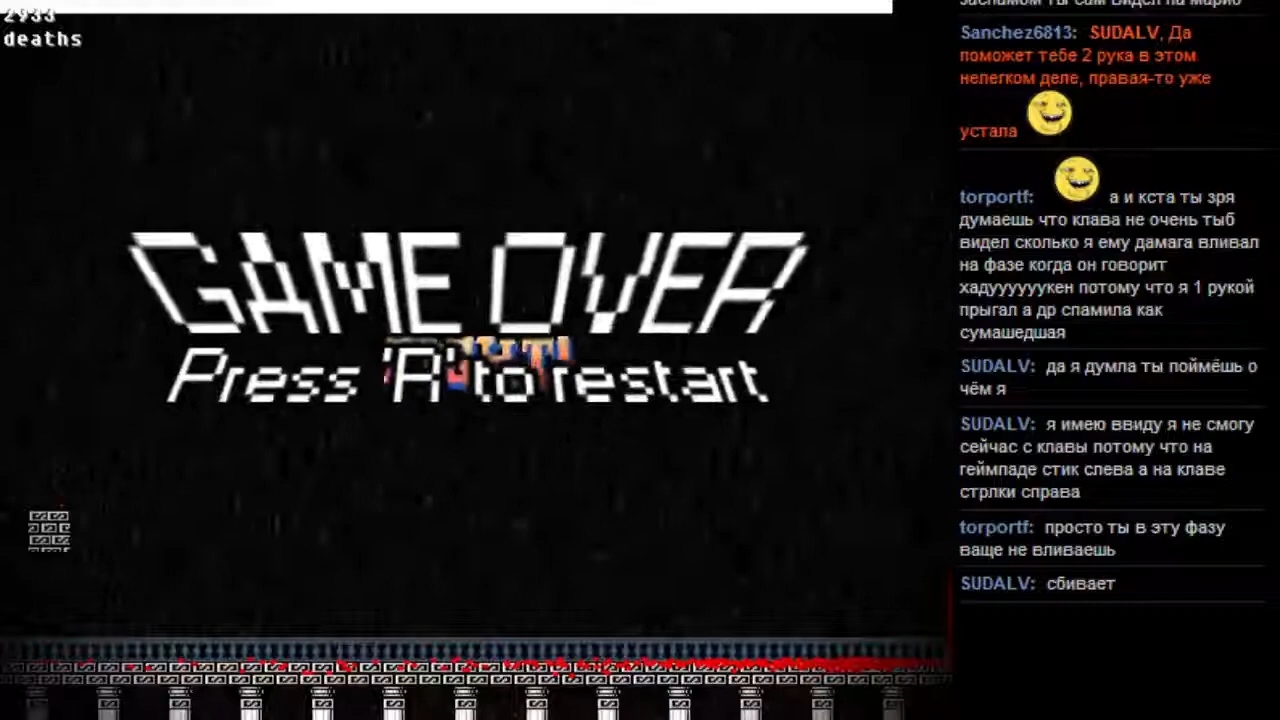 2933
deaths
GAME OVER
Press 'R' to restart
Sanchez6813: SUDALV, Да
поможет тебе 2 рука в этом
нелегком деле, правая-то уже
устала
torportf: а и кста ты зря
думаешь что клава не очень тыб
видел сколько я ему дамага вливал
на фазе когда он говорит
хадуууууукен потому что я 1 рукой
прыгал а др спамила как
сумашедшая
SUDALV: да я думла ты поймёшь о
чём я
SUDALV: я имею ввиду я не смогу
сейчас с клавы потому что на
геймпаде стик слева а на клаве
стрлки справа
torportf: просто ты в эту фазу
ваще не вливаешь
SUDALV: сбивает